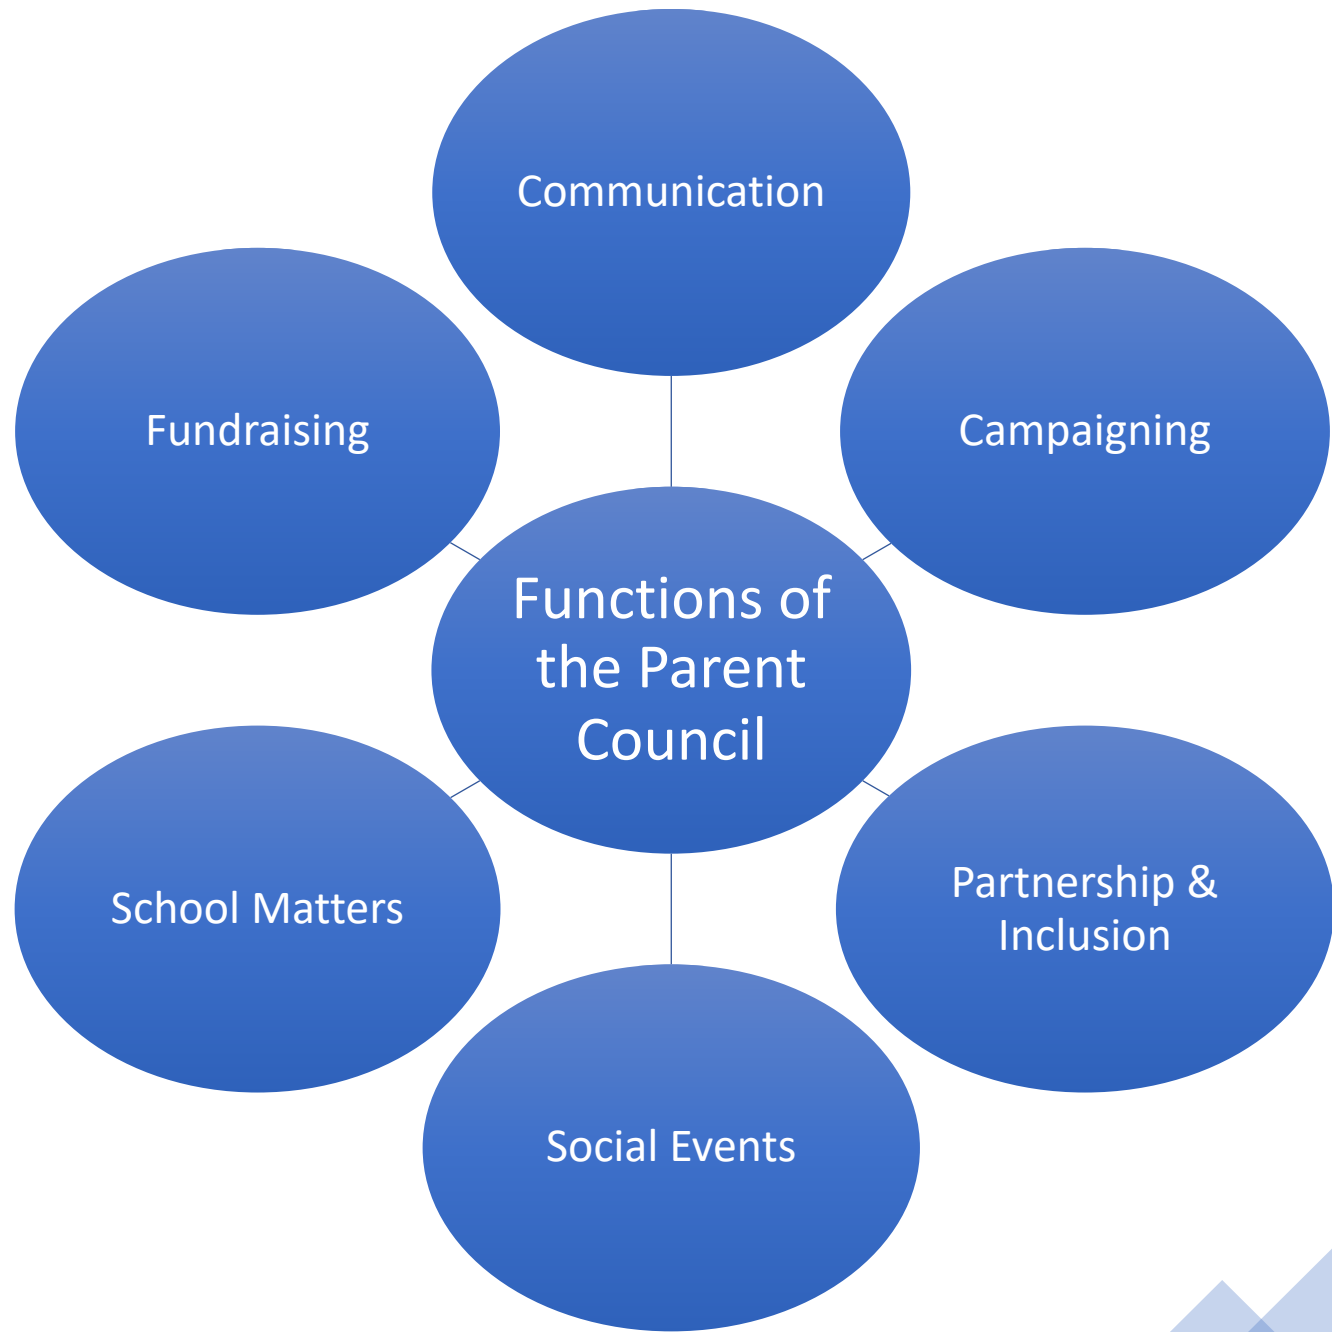 Communication
Fundraising
Campaigning
Functions of
the Parent
Council
School Matters
Partnership &
Inclusion
Social Events